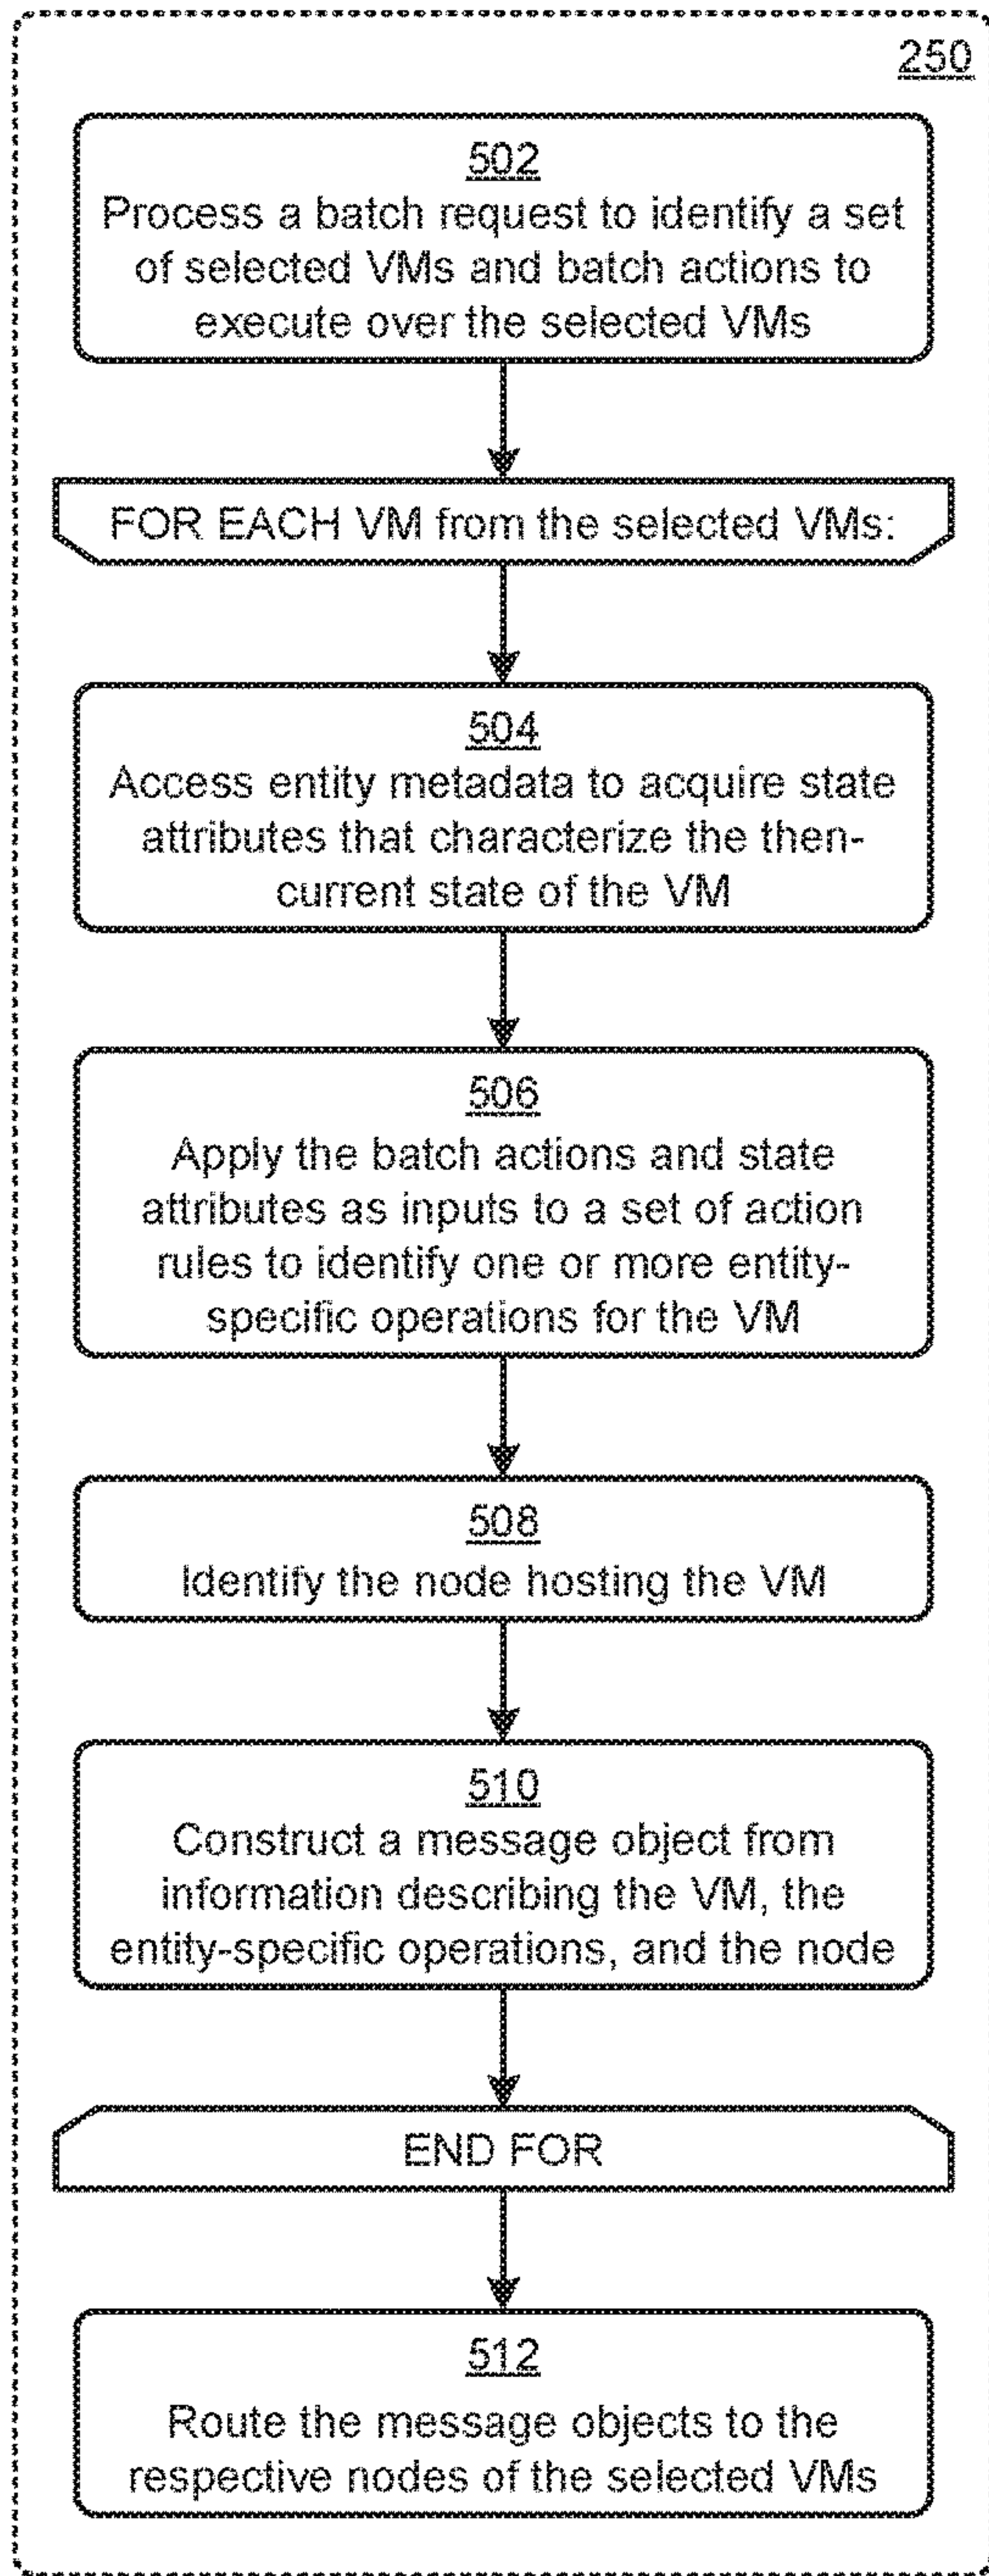 250
502
Process a batch request to identify a set
of selected VMs and batch actions to
execute over the selected VMs
FOR EACH VM from the selected VMs:
504
Access entity metadata to acquire state
attributes that characterize the then-
current state of the VM
506
Apply the batch actions and state
attributes as inputs to a set of action
rules to identify one or more entity-
specific operations for the VM
508
Identify the node hosting the VM
510
Construct a message object from
information describing the VM, the
entity-specific operations, and the node
END FOR
512
Route the message objects to the
respective nodes of the selected VMs